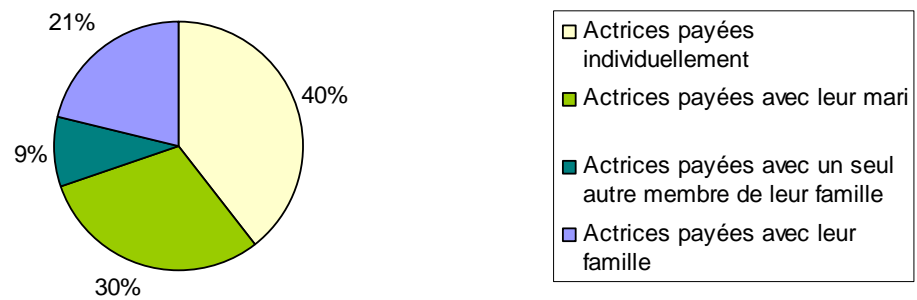 21%
40%
9%
30%
Actrices payées
individuellement
Actrices payées avec leur mari
Actrices payées avec un seul
autre membre de leur famille
Actrices payées avec leur
famille